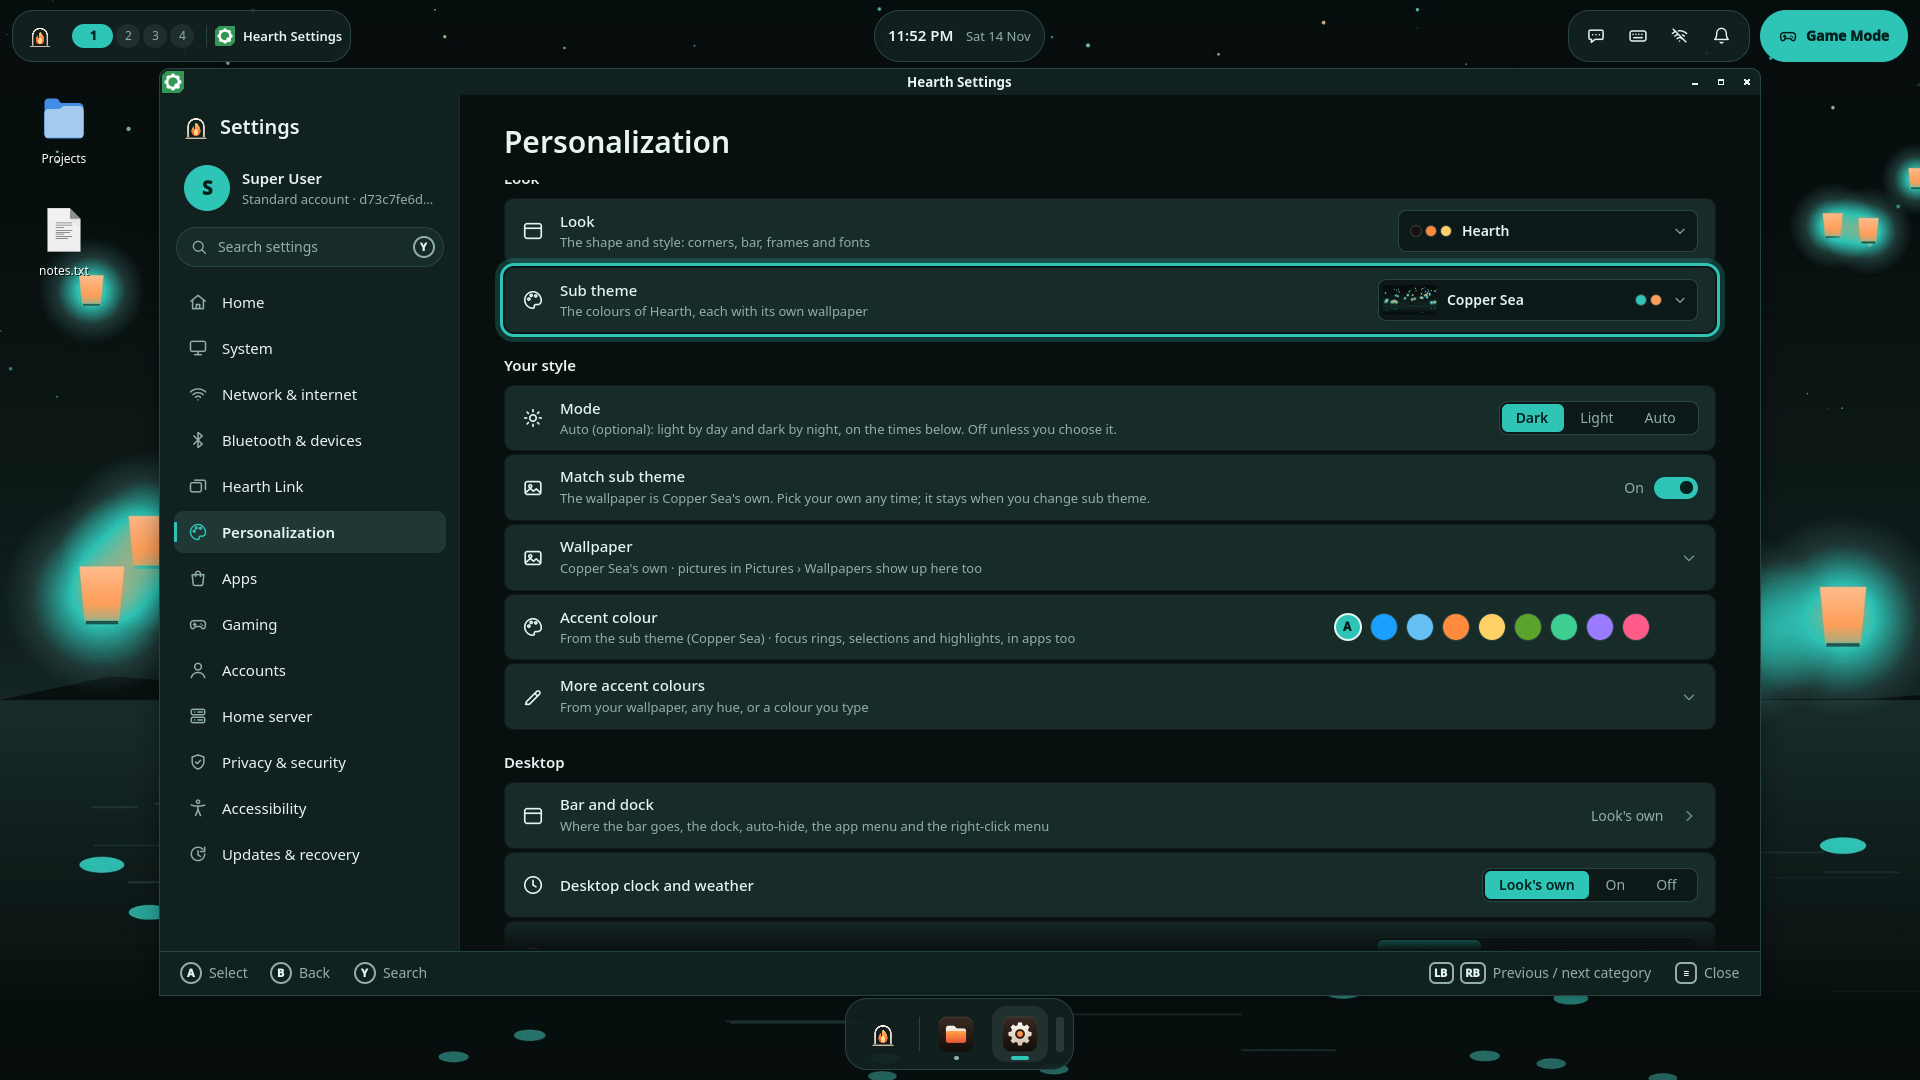 1 2 3 4 Hearth Settings
11:52 PM Sat 14 Nov
Game Mode
Projects
notes.txt
Hearth Settings
Settings
S
Super User
Standard account · d73c7fe6d...
Search settings Y
Home
System
Network & internet
Bluetooth & devices
Hearth Link
Personalization
Apps
Gaming
Accounts
Home server
Privacy & security
Accessibility
Updates & recovery
Personalization
Look
Look
The shape and style: corners, bar, frames and fonts
Hearth
Sub theme
The colours of Hearth, each with its own wallpaper
Copper Sea
Your style
Mode
Auto (optional): light by day and dark by night, on the times below. Off unless you choose it.
Dark Light Auto
Match sub theme
The wallpaper is Copper Sea's own. Pick your own any time; it stays when you change sub theme.
On
Wallpaper
Copper Sea's own · pictures in Pictures › Wallpapers show up here too
Accent colour
From the sub theme (Copper Sea) · focus rings, selections and highlights, in apps too
A
More accent colours
From your wallpaper, any hue, or a colour you type
Desktop
Bar and dock
Where the bar goes, the dock, auto-hide, the app menu and the right-click menu
Look's own
Desktop clock and weather
Look's own On Off
A Select B Back Y Search
LB RB Previous / next category ≡ Close